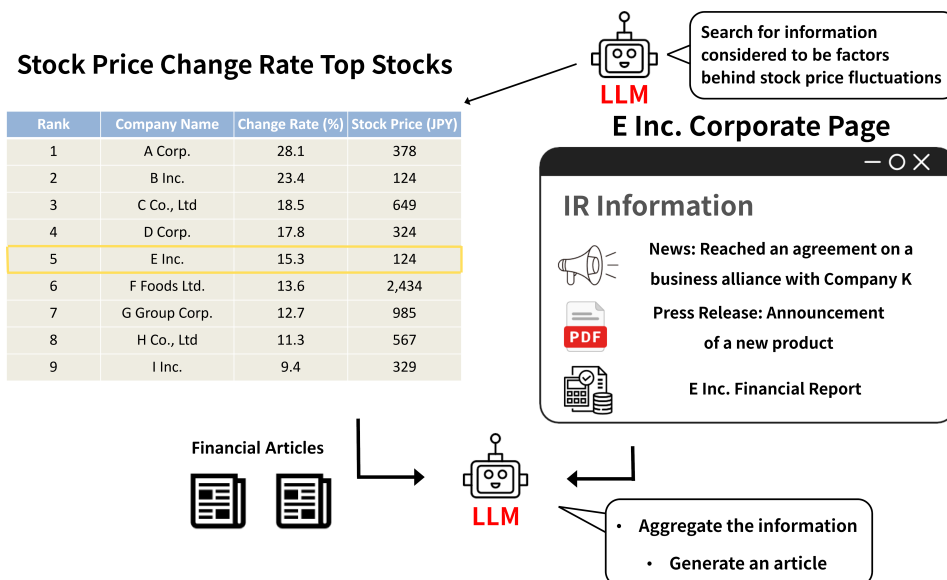 Search for information
considered to be factors
behind stock price fluctuations
Stock Price Change Rate Top Stocks
LLM
E Inc. Corporate Page
Rank Company Name Change Rate (%) Stock Price (JPY)
1 A Corp. 28.1 378
2 B Inc. 23.4 124
3 C Co., Ltd 18.5 649
4 D Corp. 17.8 324
5 E Inc. 15.3 124
6 F Foods Ltd. 13.6 2,434
7 G Group Corp. 12.7 985
8 H Co., Ltd 11.3 567
9 I Inc. 9.4 329
IR Information
News: Reached an agreement on a
business alliance with Company K
Press Release: Announcement
of a new product
PDF
E Inc. Financial Report
Financial Articles
LLM
• Aggregate the information
• Generate an article